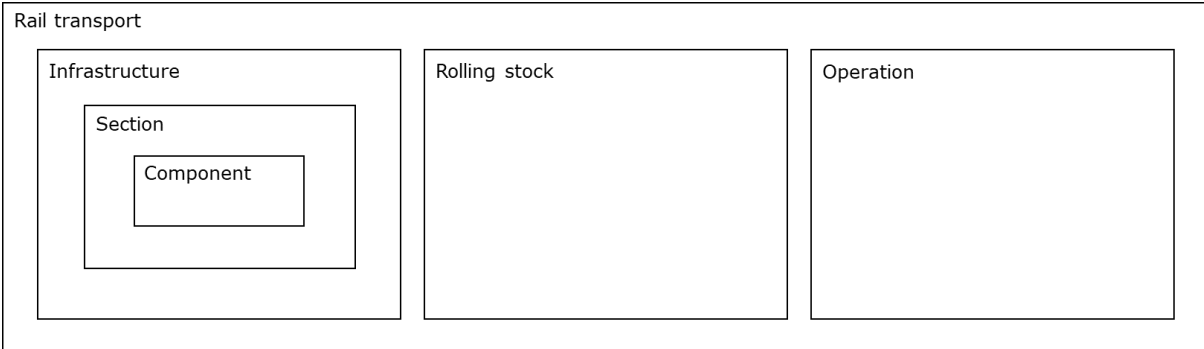 Rail transport
Infrastructure
Section
Component
Rolling stock
Operation